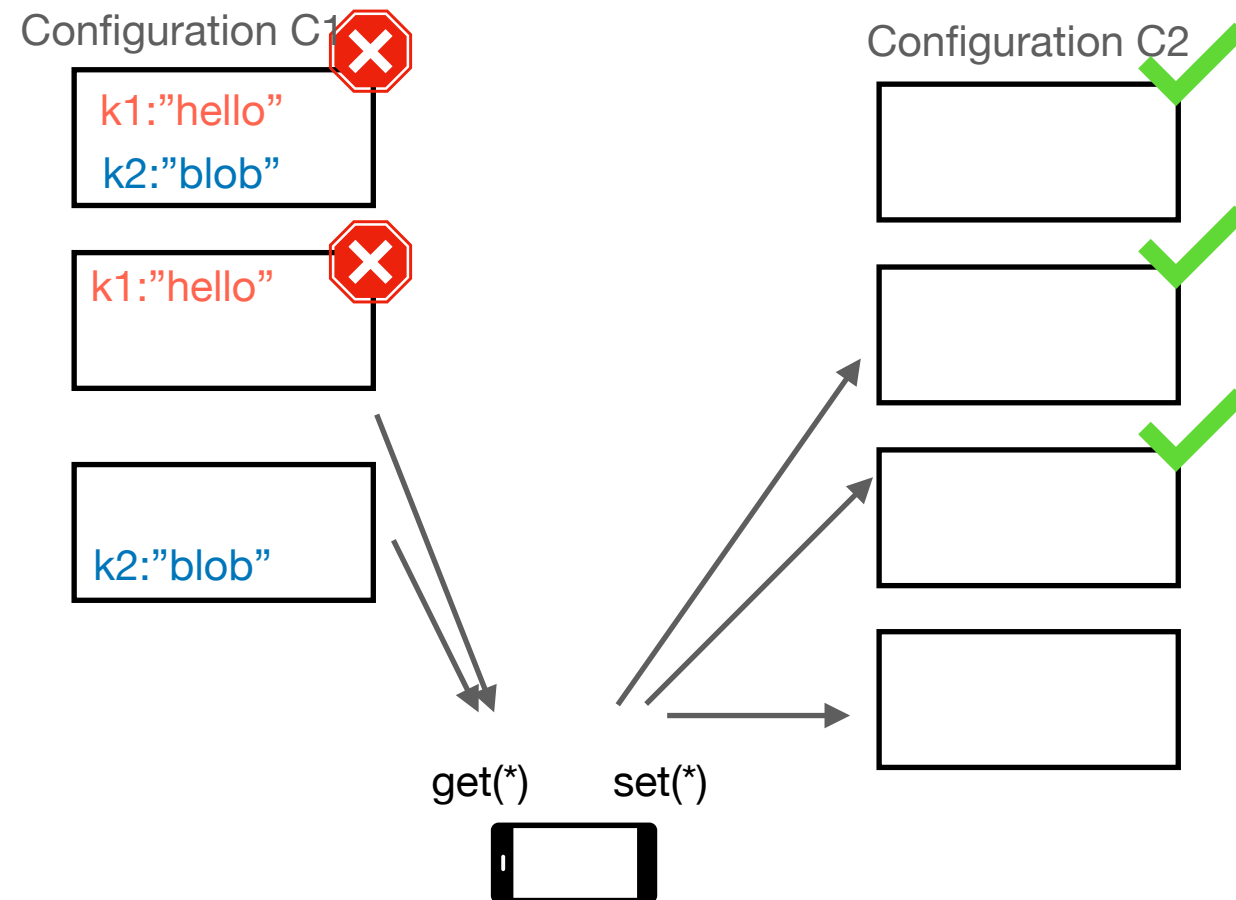 Configuration C1
Configuration C2
k1:”hello”
k2:”blob”
k1:”hello”
k2:”blob”
get(*)
set(*)